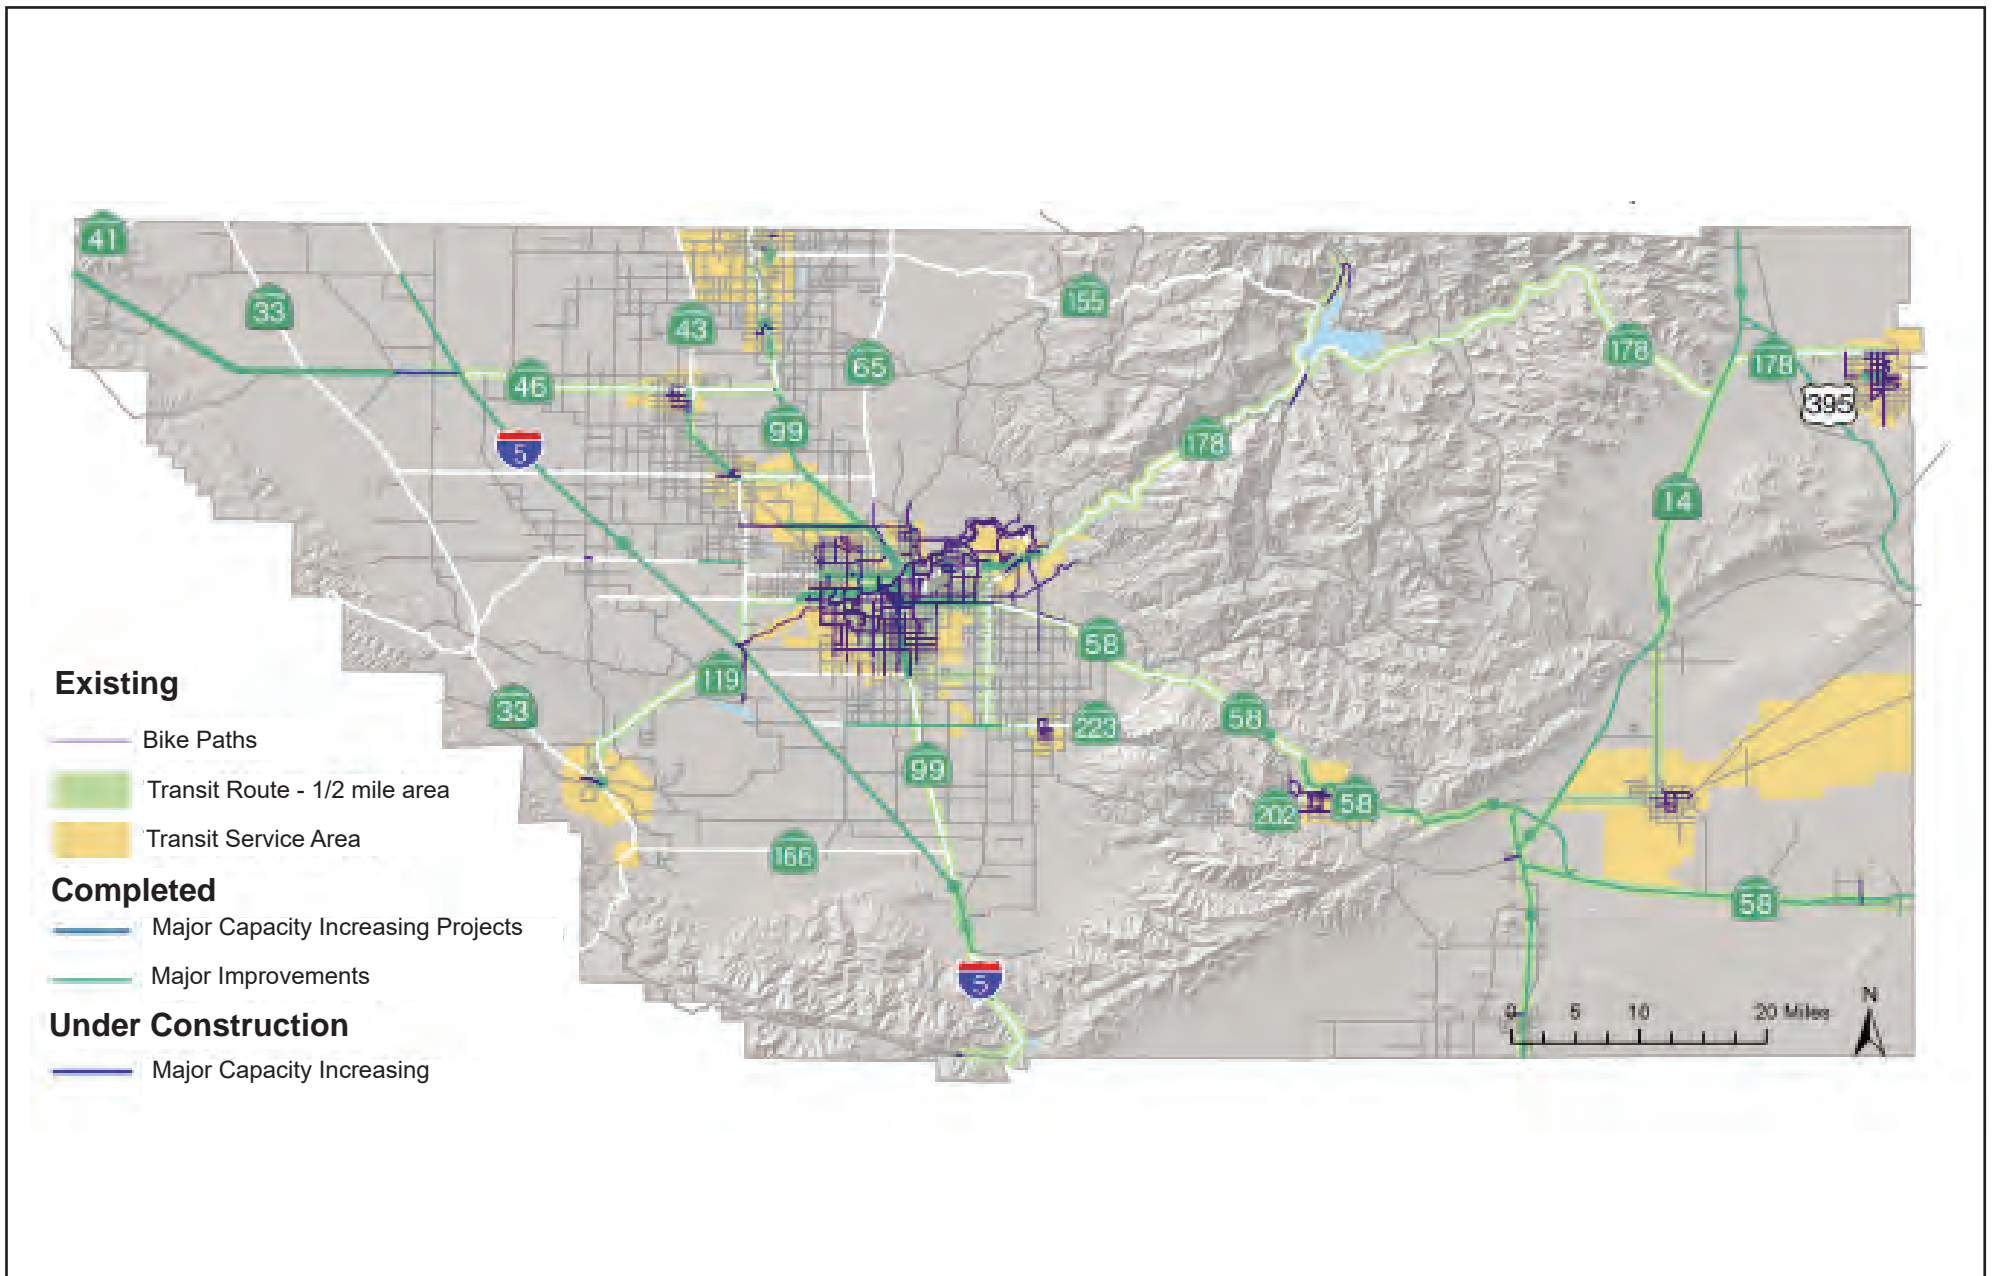 41
33
43
155
65
46
99
5
178
178
178
395
14
58
119
33
223
58
99
202
58
166
58
5
Existing
Bike Paths
Transit Route - 1/2 mile area
Transit Service Area
Completed
Major Capacity Increasing Projects
Major Improvements
Under Construction
Major Capacity Increasing
0 5 10 20 Miles
N